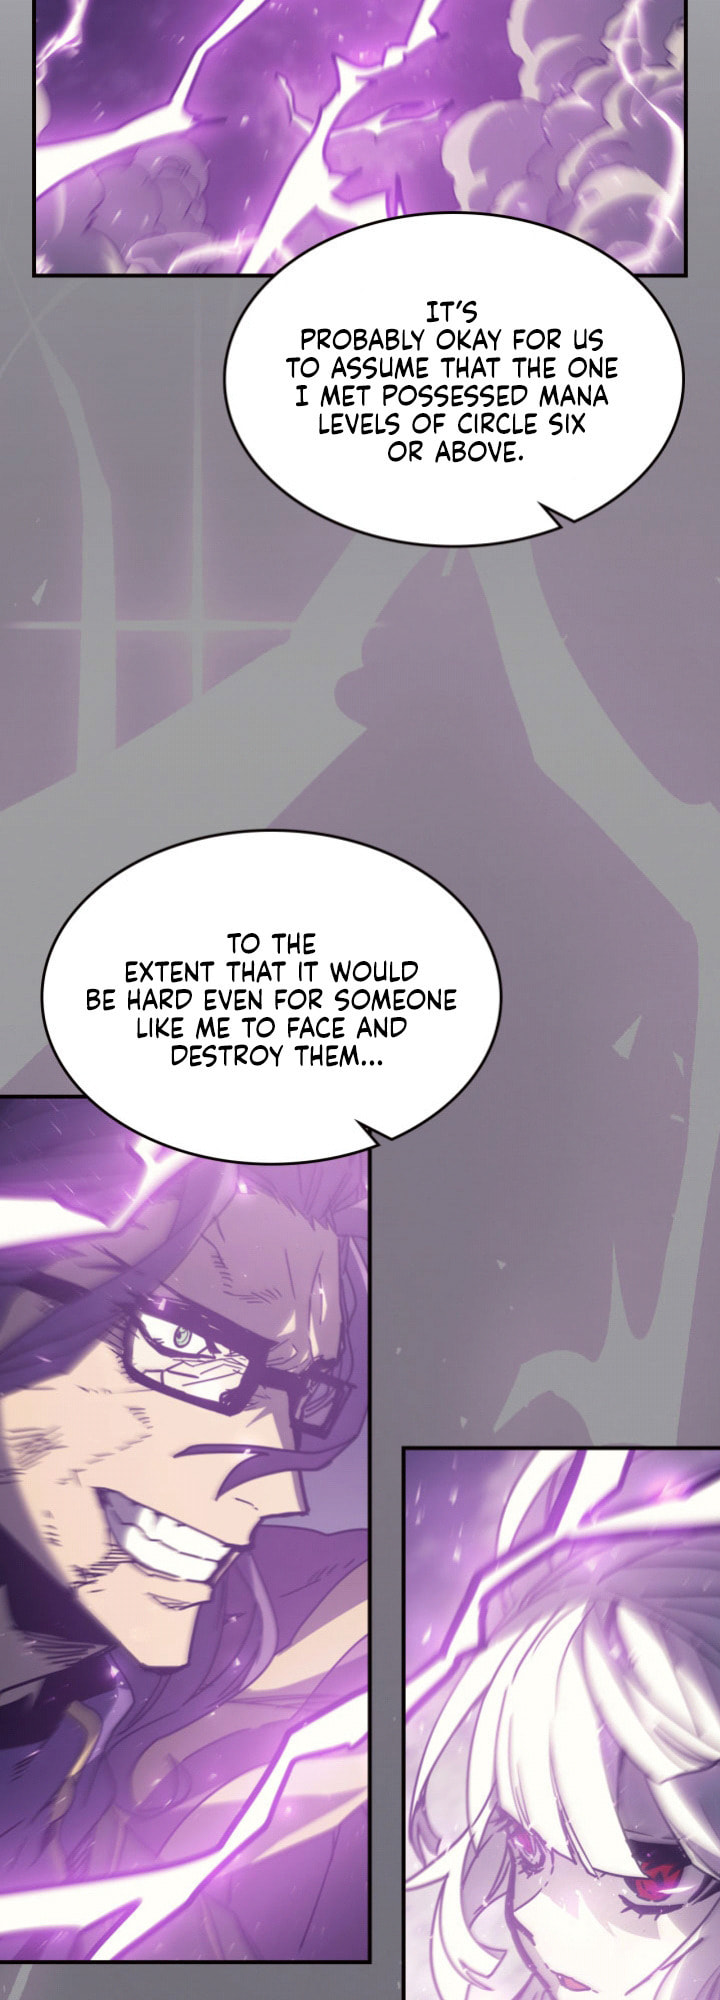 IT'S
PROBABLY OKAY FOR US
TO ASSUME THAT THE ONE
I MET POSSESSED MANA
LEVELS OF CIRCLE SIX
OR ABOVE.
TO THE
EXTENT THAT IT WOULD
BE HARD EVEN FOR SOMEONE
LIKE ME TO FACE AND
DESTROY THEM...